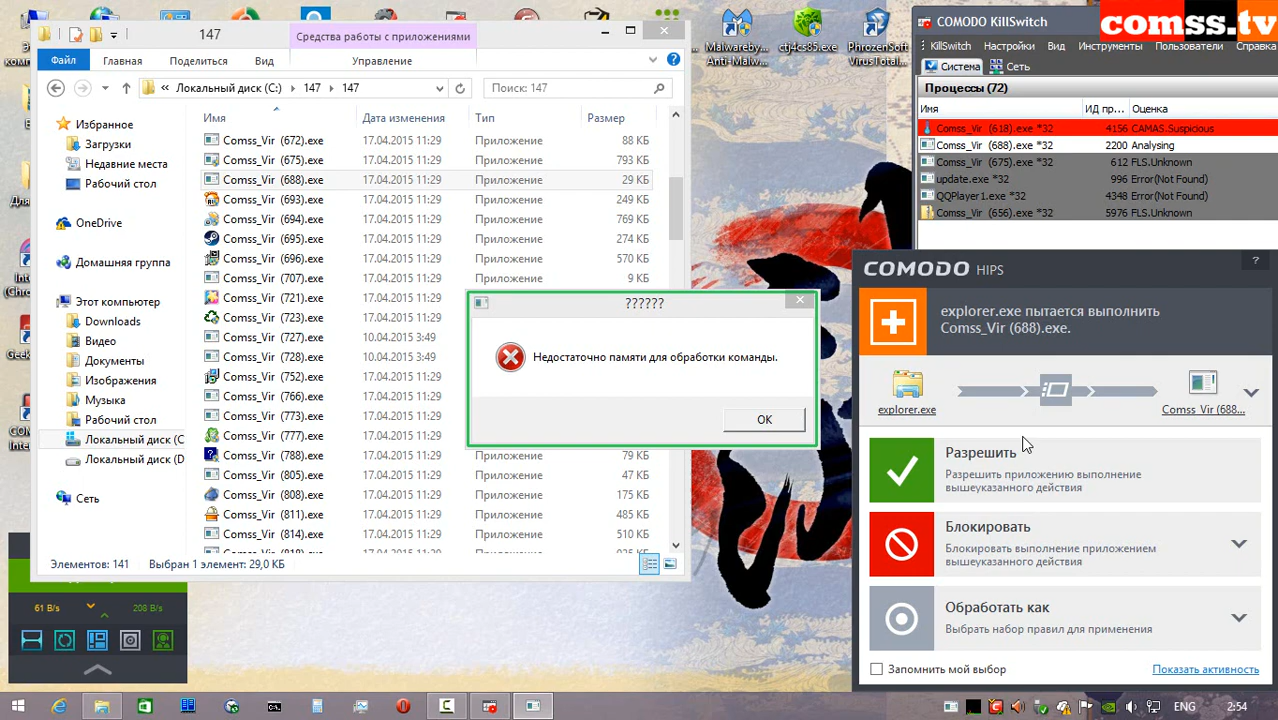 147
Средства работы с приложениями
Файл
Главная
Поделиться
Вид
Управление
« Локальный диск (C:) 147 147
Поиск: 147
Имя
Дата изменения
Тип
Размер
Избранное
Загрузки
Недавние места
Рабочий стол
OneDrive
Домашняя группа
Этот компьютер
Downloads
Видео
Документы
Изображения
Музыка
Рабочий стол
Локальный диск (C
Локальный диск (D
Сеть
Comss_Vir (672).exe 17.04.2015 11:29 Приложение 88 КБ
Comss_Vir (675).exe 17.04.2015 11:29 Приложение 793 КБ
Comss_Vir (688).exe 17.04.2015 11:29 Приложение 29 КБ
Comss_Vir (693).exe 17.04.2015 11:29 Приложение 249 КБ
Comss_Vir (694).exe 17.04.2015 11:29 Приложение 769 КБ
Comss_Vir (695).exe 17.04.2015 11:29 Приложение 274 КБ
Comss_Vir (696).exe 17.04.2015 11:29 Приложение 570 КБ
Comss_Vir (707).exe 17.04.2015 11:29 Приложение 9 КБ
Comss_Vir (721).exe 17.04.2015 11:29
Comss_Vir (723).exe 17.04.2015 11:29
Comss_Vir (727).exe 10.04.2015 3:49
Comss_Vir (728).exe 10.04.2015 3:49
Comss_Vir (752).exe 17.04.2015 11:29
Comss_Vir (766).exe 17.04.2015 11:29
Comss_Vir (773).exe 17.04.2015 11:29
Comss_Vir (777).exe 17.04.2015 11:29
Comss_Vir (788).exe 17.04.2015 11:29 Приложение 79 КБ
Comss_Vir (801).exe 17.04.2015 11:29 Приложение 47 КБ
Comss_Vir (808).exe 17.04.2015 11:29 Приложение 175 КБ
Comss_Vir (811).exe 17.04.2015 11:29 Приложение 485 КБ
Comss_Vir (814).exe 17.04.2015 11:29 Приложение 510 КБ
Элементов: 141 Выбран 1 элемент: 29,0 КБ
??????
Недостаточно памяти для обработки команды.
OK
61 B/s
208 B/s
Malwareby...
Anti-Malw...
ctj4cs85.exe
PhrozenSoft
VirusTotal...
COMODO KillSwitch
comss.tv
KillSwitch Настройки Вид Инструменты Пользователи Справка
Система Сеть
Процессы (72)
Имя ИД пр... Оценка
Comss_Vir (618).exe *32 4156 CAMAS.Suspicious
Comss_Vir (688).exe *32 2200 Analysing
Comss_Vir (675).exe *32 612 FLS.Unknown
update.exe *32 996 Error(Not Found)
QQPlayer1.exe *32 4348 Error(Not Found)
Comss_Vir (656).exe *32 5976 FLS.Unknown
COMODO HIPS
?
explorer.exe пытается выполнить
Comss_Vir (688).exe.
explorer.exe
Comss_Vir (688...
Разрешить
Разрешить приложению выполнение
вышеуказанного действия
Блокировать
Блокировать выполнение приложением
вышеуказанного действия
Обработать как
Выбрать набор правил для применения
Запомнить мой выбор
Показать активность
ENG
2:54